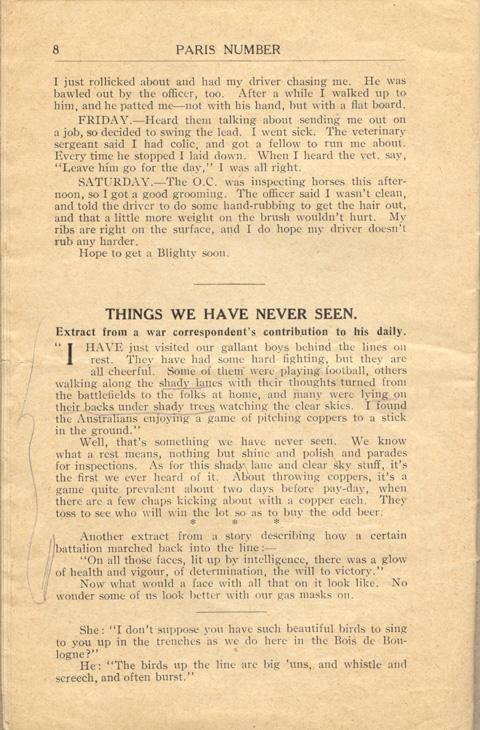 8 PARIS NUMBER
I just rollicked about and had my driver chasing me. He was
bawled out by the officer, too. After a while I walked up to
him, and he patted me—not with his hand, but with a flat board.
FRIDAY.—Heard them talking about sending me out on
a job, so decided to swing the lead. I went sick. The veterinary
sergeant said I had colic, and got a fellow to run me about.
Every time he stopped I laid down. When I heard the vet. say,
"Leave him go for the day," I was all right.
SATURDAY.—The O.C. was inspecting horses this after-
noon, so I got a good grooming. The officer said I wasn't clean,
and told the driver to do some hand-rubbing to get the hair out,
and that a little more weight on the brush wouldn't hurt. My
ribs are right on the surface, and I do hope my driver doesn't
rub any harder.
Hope to get a Blighty soon.
THINGS WE HAVE NEVER SEEN.
Extract from a war correspondent's contribution to his daily.
"I HAVE just visited our gallant boys behind the lines on
rest. They have had some hard fighting, but they are
all cheerful. Some of them were playing football, others
walking along the shady lanes with their thoughts turned from
the battlefields to the folks at home, and many were lying on
their backs under shady trees watching the clear skies. I found
the Australians enjoying a game of pitching coppers to a stick
in the ground."
Well, that's something we have never seen. We know
what a rest means, nothing but shine and polish and parades
for inspections. As for this shady lane and clear sky stuff, it's
the first we ever heard of it. About throwing coppers, it's a
game quite prevalent about two days before pay-day, when
there are a few chaps kicking about with a copper each. They
toss to see who will win the lot so as to buy the odd beer.
* * *
Another extract from a story describing how a certain
battalion marched back into the line:—
"On all those faces, lit up by intelligence, there was a glow
of health and vigour, of determination, the will to victory."
Now what would a face with all that on it look like. No
wonder some of us look better with our gas masks on.
She: "I don't suppose you have such beautiful birds to sing
to you up in the trenches as we do here in the Bois de Bou-
logne?"
He: "The birds up the line are big 'uns, and whistle and
screech, and often burst."